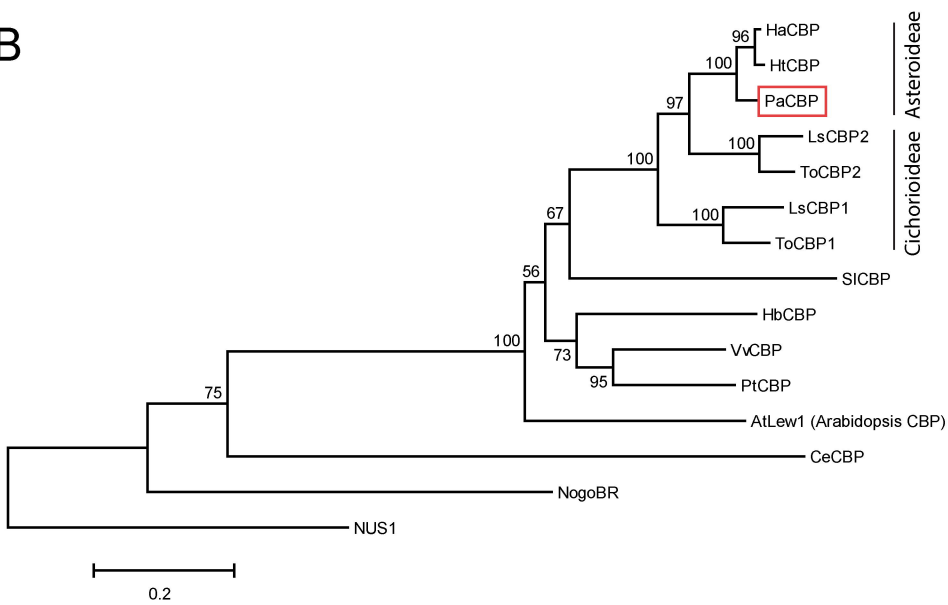 B
HaCBP
96
HtCBP
100
PaCBP
Asteroideae
97
LsCBP2
100
ToCBP2
100
LsCBP1
100
ToCBP1
Cichorioideae
67
SlCBP
56
HbCBP
100
VvCBP
73
95
PtCBP
75
AtLew1 (Arabidopsis CBP)
CeCBP
NogoBR
NUS1
0.2